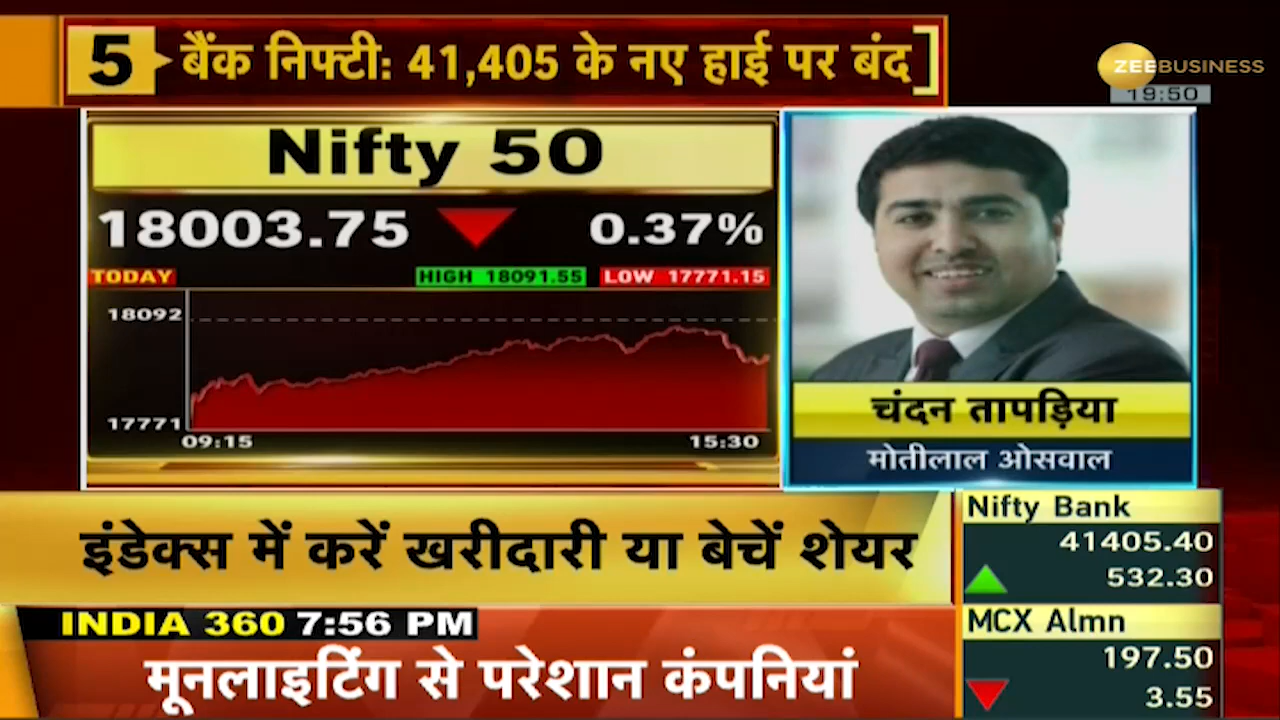 5 बैंक निफ्टी: 41,405 के नए हाई पर बंद
ZEEBUSINESS
19:50
Nifty 50
18003.75 0.37%
TODAY HIGH 18091.55 LOW 17771.15
18092
17771
09:15 15:30
चंदन तापड़िया
मोतीलाल ओसवाल
इंडेक्स में करें खरीदारी या बेचें शेयर
Nifty Bank
41405.40
532.30
INDIA 360 7:56 PM
मूनलाइटिंग से परेशान कंपनियां
MCX Almn
197.50
3.55